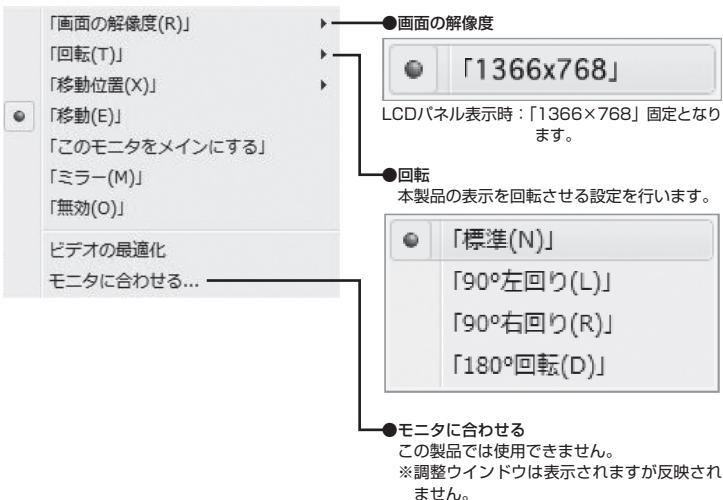 「画面の解像度(R)」
「回転(T)」
「移動位置(X)」
「移動(E)」
「このモニタをメインにする」
「ミラー(M)」
「無効(O)」
ビデオの最適化
モニタに合わせる...
●画面の解像度
「1366x768」
LCDパネル表示時：「1366×768」固定となり
ます。
●回転
本製品の表示を回転させる設定を行います。
「標準(N)」
「90°左回り(L)」
「90°右回り(R)」
「180°回転(D)」
●モニタに合わせる
この製品では使用できません。
※調整ウインドウは表示されますが反映され
ません。